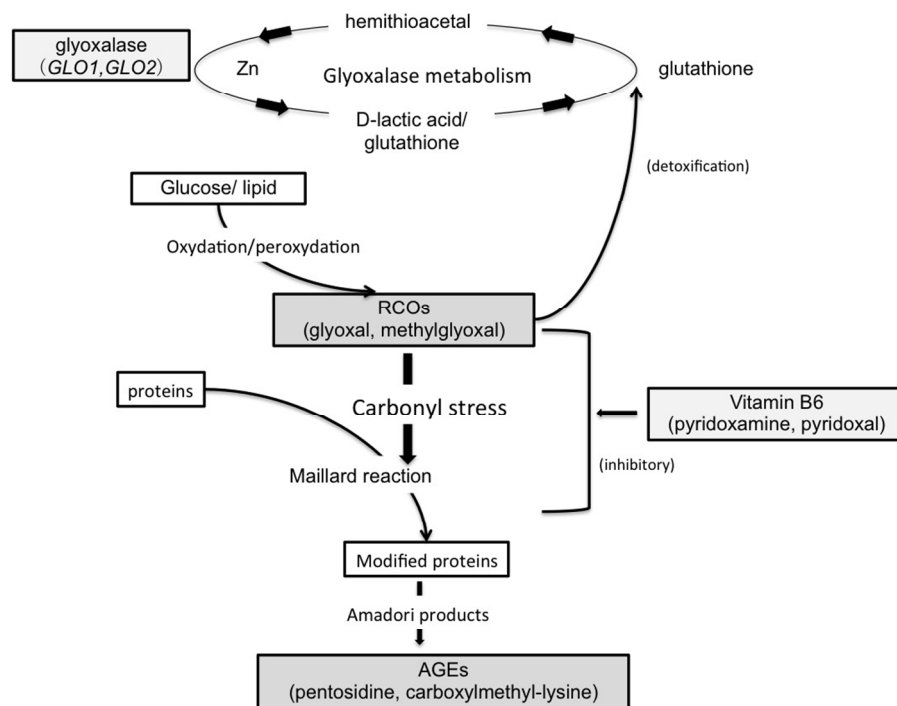 hemithioacetal
glyoxalase
(GLO1,GLO2)
Zn
Glyoxalase metabolism
glutathione
D-lactic acid/
glutathione
(detoxification)
Glucose/ lipid
Oxydation/peroxydation
RCOs
(glyoxal, methylglyoxal)
proteins
Carbonyl stress
Vitamin B6
(pyridoxamine, pyridoxal)
(inhibitory)
Maillard reaction
Modified proteins
Amadori products
AGEs
(pentosidine, carboxylmethyl-lysine)